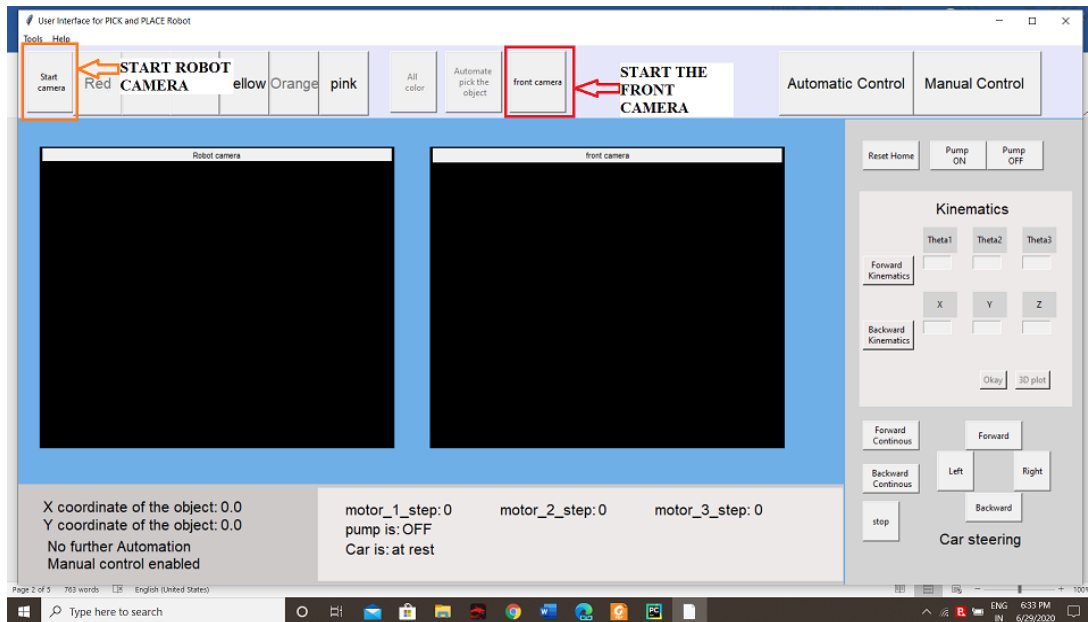 User Interface for PICK and PLACE Robot
Tools Help
Start
camera
START ROBOT
CAMERA
Red
ellow
Orange
pink
All
color
Automate
pick the
object
front camera
START THE
FRONT
CAMERA
Automatic Control
Manual Control
Robot camera
front camera
Reset Home
Pump
ON
Pump
OFF
Kinematics
Theta1 Theta2 Theta3
Forward
Kinematics
X Y Z
Backward
Kinematics
Okay 3D plot
Forward
Continous
Forward
Backward
Continous
Left Right
stop
Backward
Car steering
X coordinate of the object: 0.0
Y coordinate of the object: 0.0
No further Automation
Manual control enabled
motor_1_step: 0 motor_2_step: 0 motor_3_step: 0
pump is: OFF
Car is: at rest
Page 2 of 5 763 words English (United States)
Type here to search
ENG
IN
6:33 PM
6/29/2020